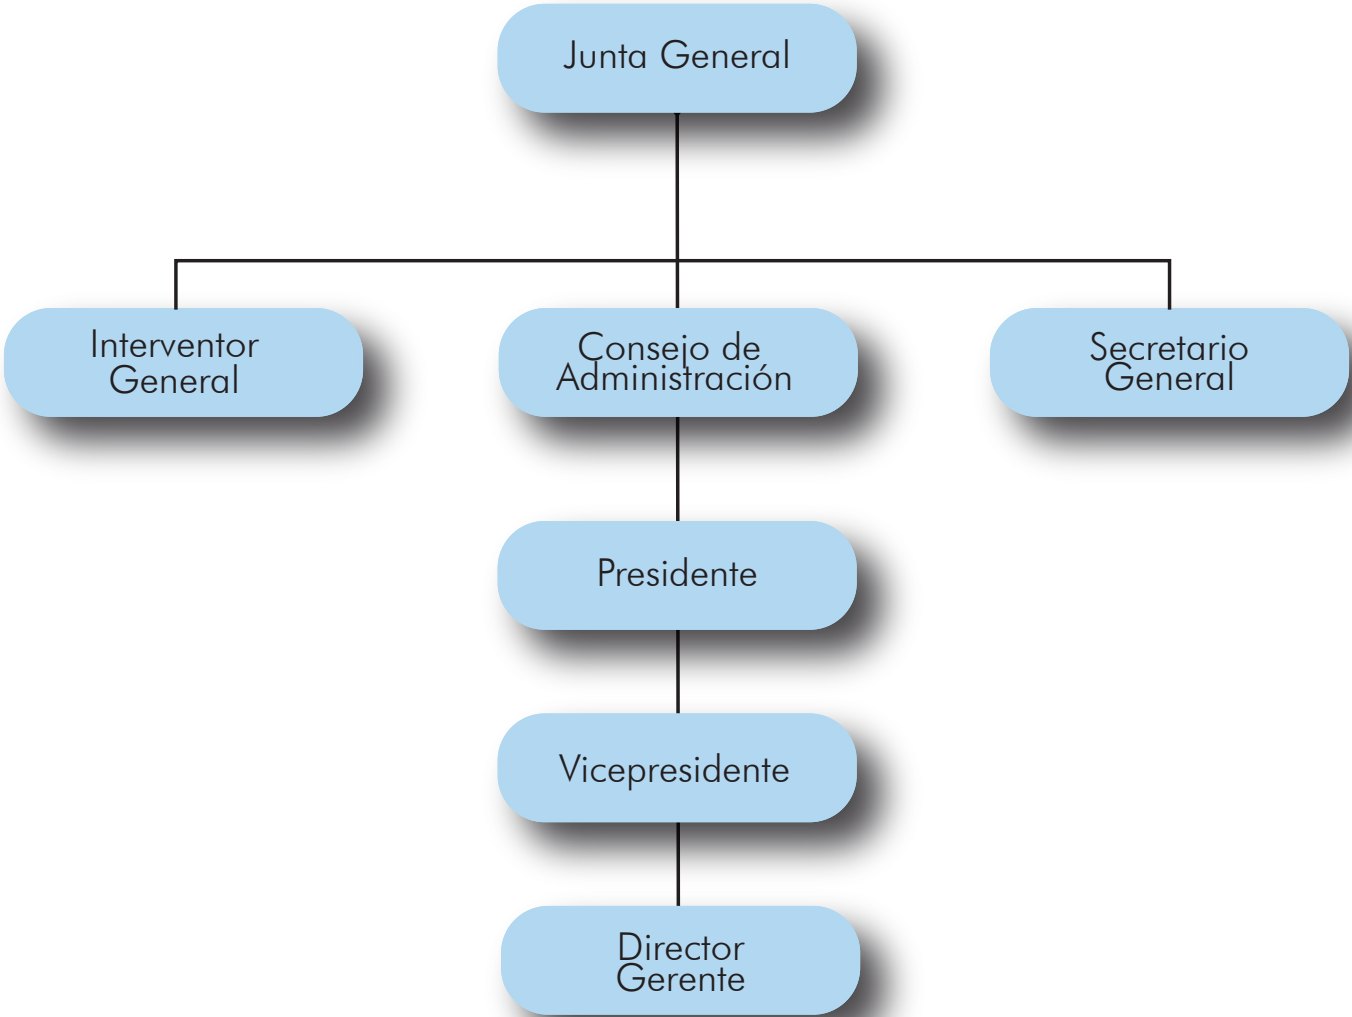 Junta General
Interventor
General
Consejo de
Administración
Secretario
General
Presidente
Vicepresidente
Director
Gerente